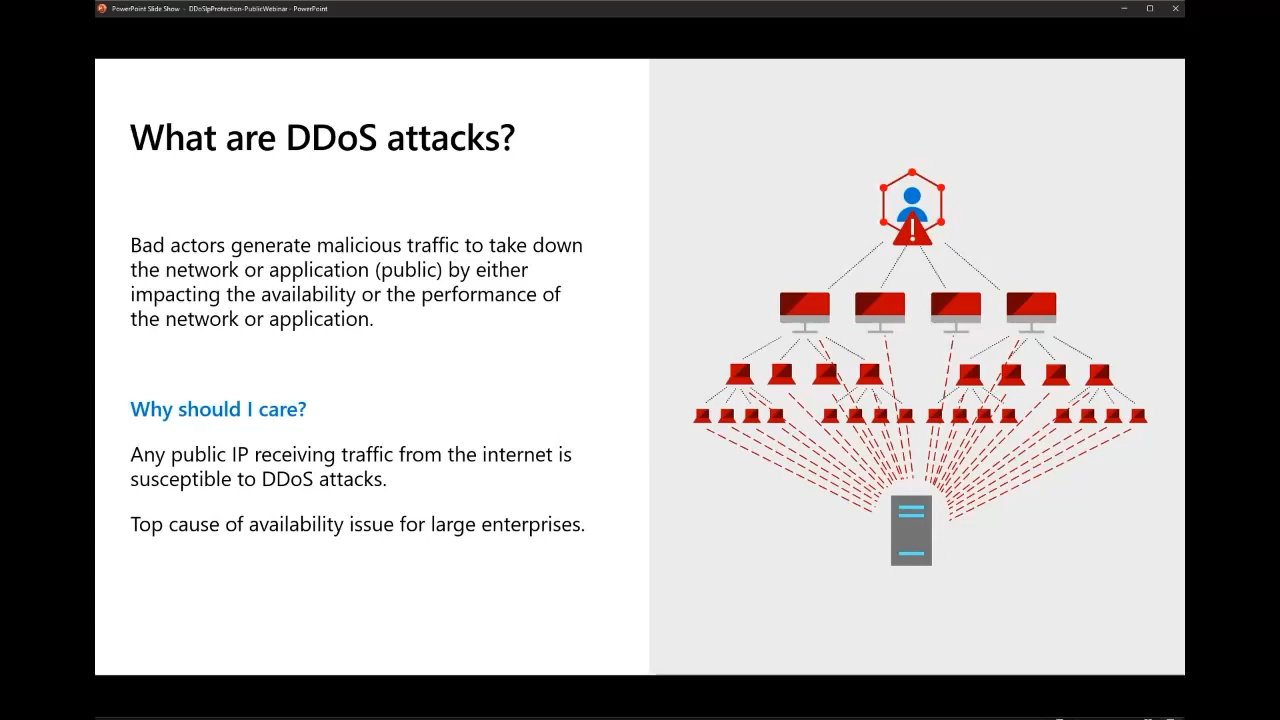 PowerPoint Slide Show - DDoSIpProtection-PublicWebinar - PowerPoint
What are DDoS attacks?
Bad actors generate malicious traffic to take down
the network or application (public) by either
impacting the availability or the performance of
the network or application.
Why should I care?
Any public IP receiving traffic from the internet is
susceptible to DDoS attacks.
Top cause of availability issue for large enterprises.